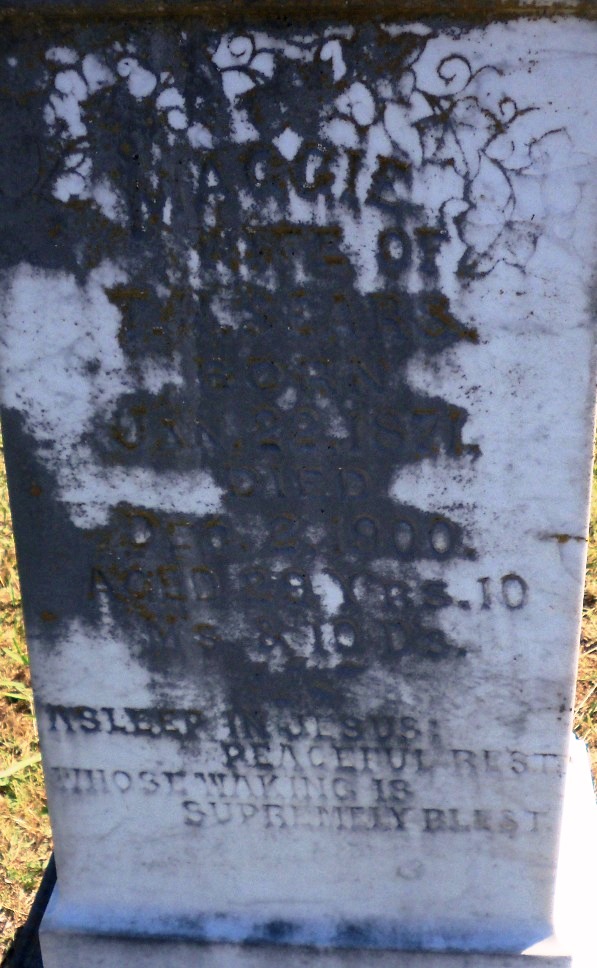 MAGGIE
WIFE OF
SEARS.
BORN
JAN. 22, 1871,
DIED
DEC. 2, 1900.
AGED 29 YRS. 10
MS. & 10 DS.
ASLEEP IN JESUS;
PEACEFUL REST
WHOSE WAKING IS
SUPREMELY BLEST